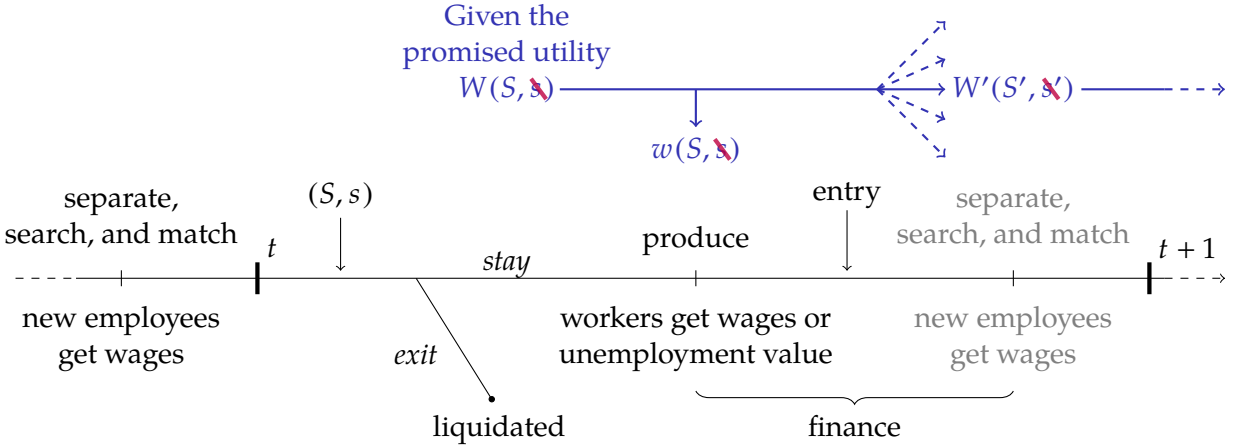 Given the
promised utility
W(S, s)
W′(S′, s′)
w(S, s)
separate,
search, and match
(S, s)
entry
separate,
search, and match
t
stay
produce
t + 1
new employees
get wages
exit
workers get wages or
unemployment value
new employees
get wages
liquidated
finance